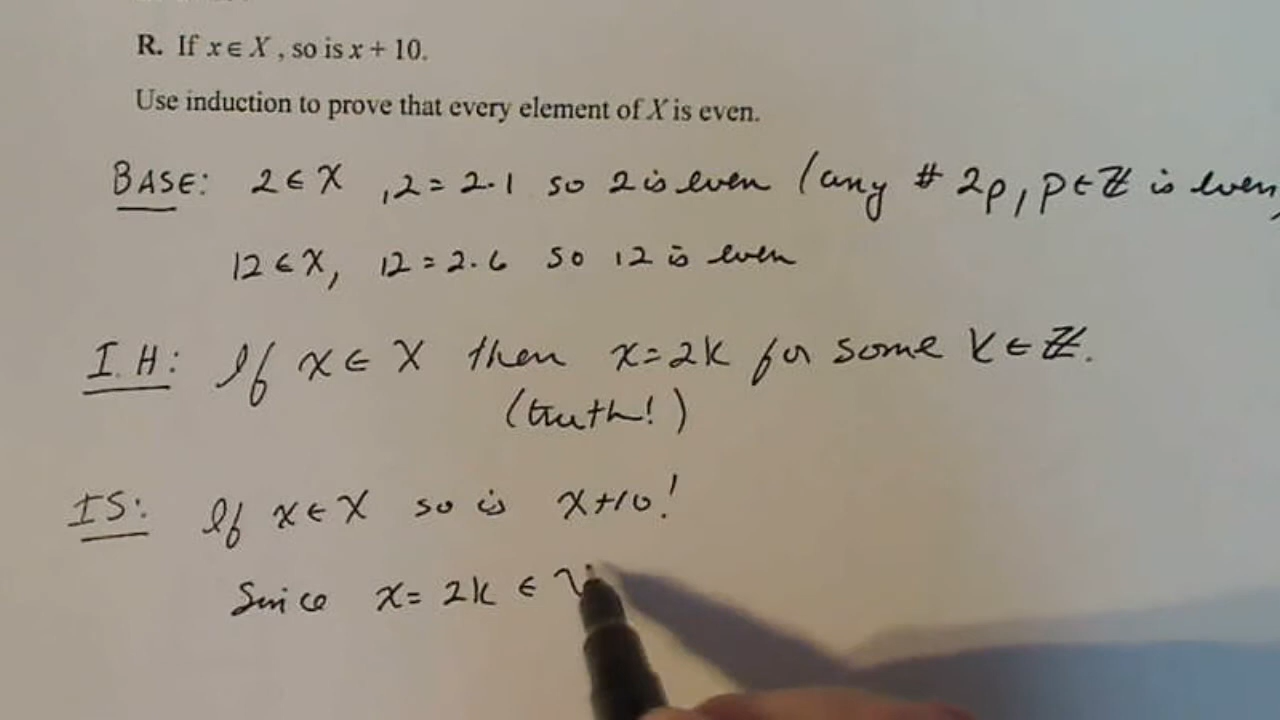 R. If x ∈ X , so is x + 10.
Use induction to prove that every element of X is even.
BASE: 2 ∈ X , 2 = 2·1 so 2 is even (any # 2p, p ∈ ℤ is even)
12 ∈ X, 12 = 2·6 so 12 is even
I.H: If x ∈ X then x = 2k for some K ∈ ℤ.
(truth!)
IS: If x ∈ X so is x+10!
Since x = 2k ∈